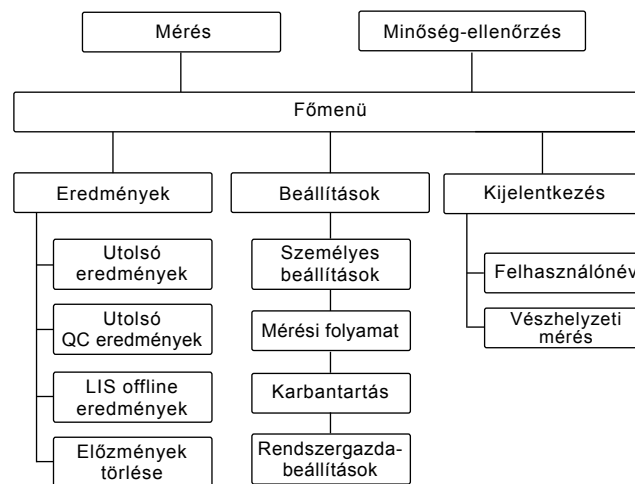 Mérés
Minőség-ellenőrzés
Főmenü
Eredmények
Beállítások
Kijelentkezés
Utolsó
eredmények
Utolsó
QC eredmények
LIS offline
eredmények
Előzmények
törlése
Személyes
beállítások
Mérési folyamat
Karbantartás
Rendszergazda-
beállítások
Felhasználónév
Vészhelyzeti
mérés